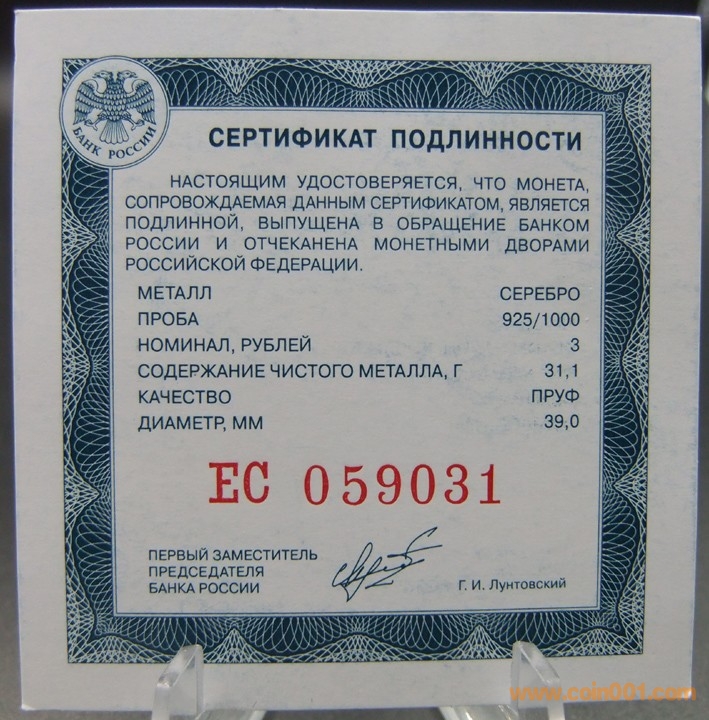 БАНК РОССИИ
СЕРТИФИКАТ ПОДЛИННОСТИ
НАСТОЯЩИМ УДОСТОВЕРЯЕТСЯ, ЧТО МОНЕТА,
СОПРОВОЖДАЕМАЯ ДАННЫМ СЕРТИФИКАТОМ, ЯВЛЯЕТСЯ
ПОДЛИННОЙ, ВЫПУЩЕНА В ОБРАЩЕНИЕ БАНКОМ
РОССИИ И ОТЧЕКАНЕНА МОНЕТНЫМИ ДВОРАМИ
РОССИЙСКОЙ ФЕДЕРАЦИИ.
МЕТАЛЛ СЕРЕБРО
ПРОБА 925/1000
НОМИНАЛ, РУБЛЕЙ 3
СОДЕРЖАНИЕ ЧИСТОГО МЕТАЛЛА, Г 31,1
КАЧЕСТВО ПРУФ
ДИАМЕТР, ММ 39,0
ЕС 059031
ПЕРВЫЙ ЗАМЕСТИТЕЛЬ
ПРЕДСЕДАТЕЛЯ
БАНКА РОССИИ
Г. И. Лунтовский
www.coin001.com